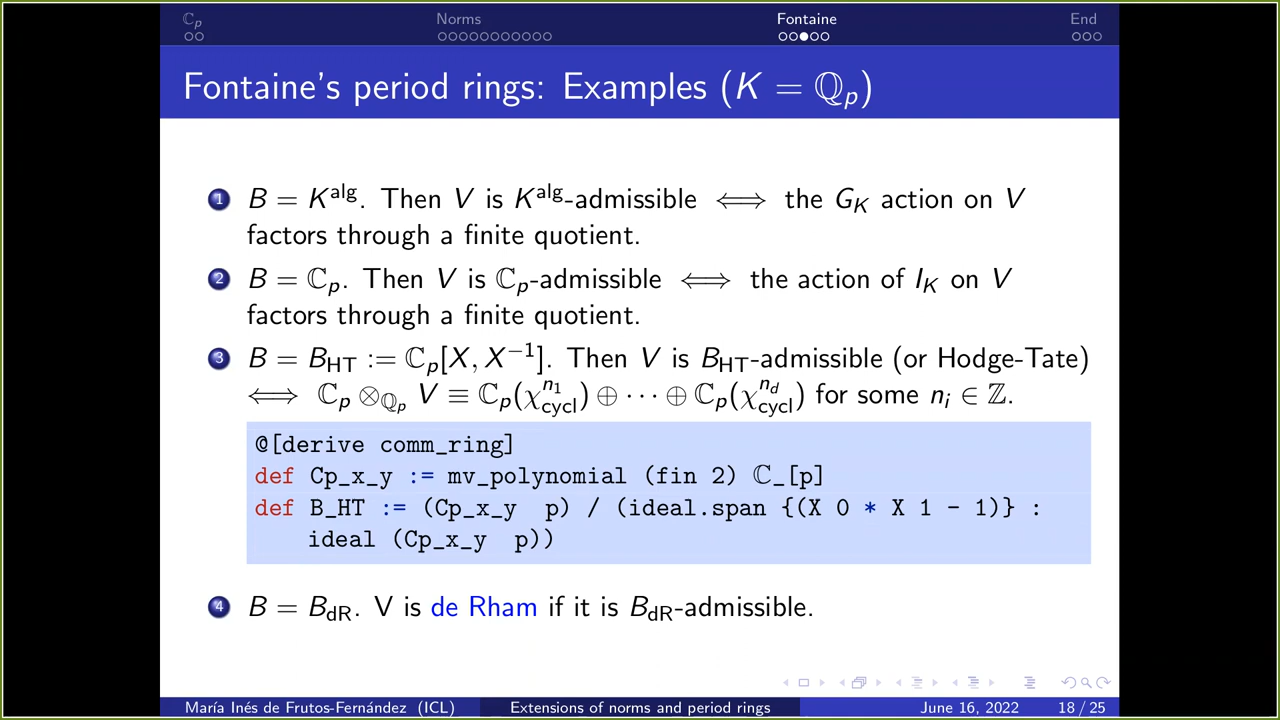 ℂp Norms Fontaine End
Fontaine's period rings: Examples (K = ℚp)
1 B = K^alg. Then V is K^alg-admissible ⟺ the G_K action on V
factors through a finite quotient.
2 B = ℂp. Then V is ℂp-admissible ⟺ the action of I_K on V
factors through a finite quotient.
3 B = B_HT := ℂp[X, X^−1]. Then V is B_HT-admissible (or Hodge-Tate)
⟺ ℂp ⊗_ℚp V ≡ ℂp(χ_cycl^n1) ⊕ ··· ⊕ ℂp(χ_cycl^nd) for some n_i ∈ ℤ.
@[derive comm_ring]
def Cp_x_y := mv_polynomial (fin 2) ℂ_[p]
def B_HT := (Cp_x_y p) / (ideal.span {(X 0 * X 1 - 1)} :
ideal (Cp_x_y p))
4 B = B_dR. V is de Rham if it is B_dR-admissible.
María Inés de Frutos-Fernández (ICL) Extensions of norms and period rings June 16, 2022 18 / 25